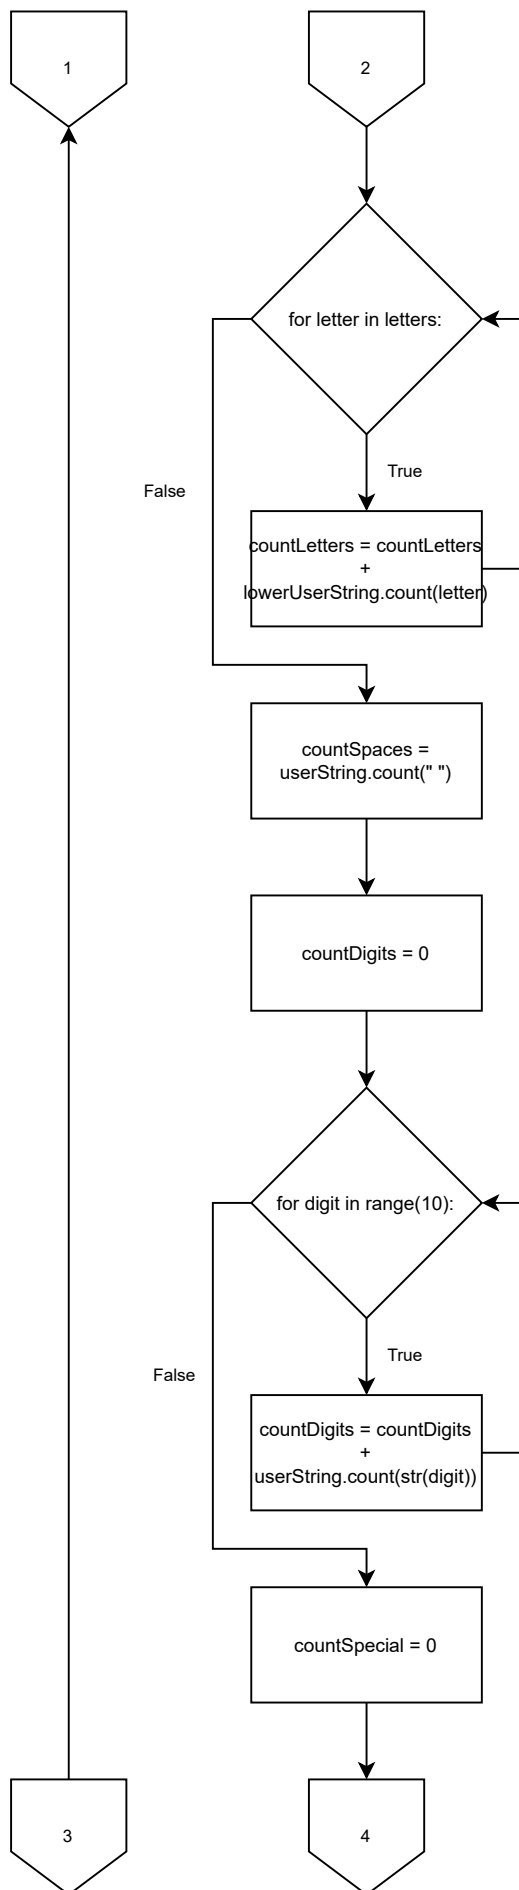 1
2
for letter in letters:
True
False
countLetters = countLetters
+
lowerUserString.count(letter)
countSpaces =
userString.count(" ")
countDigits = 0
for digit in range(10):
True
False
countDigits = countDigits
+
userString.count(str(digit))
countSpecial = 0
3
4